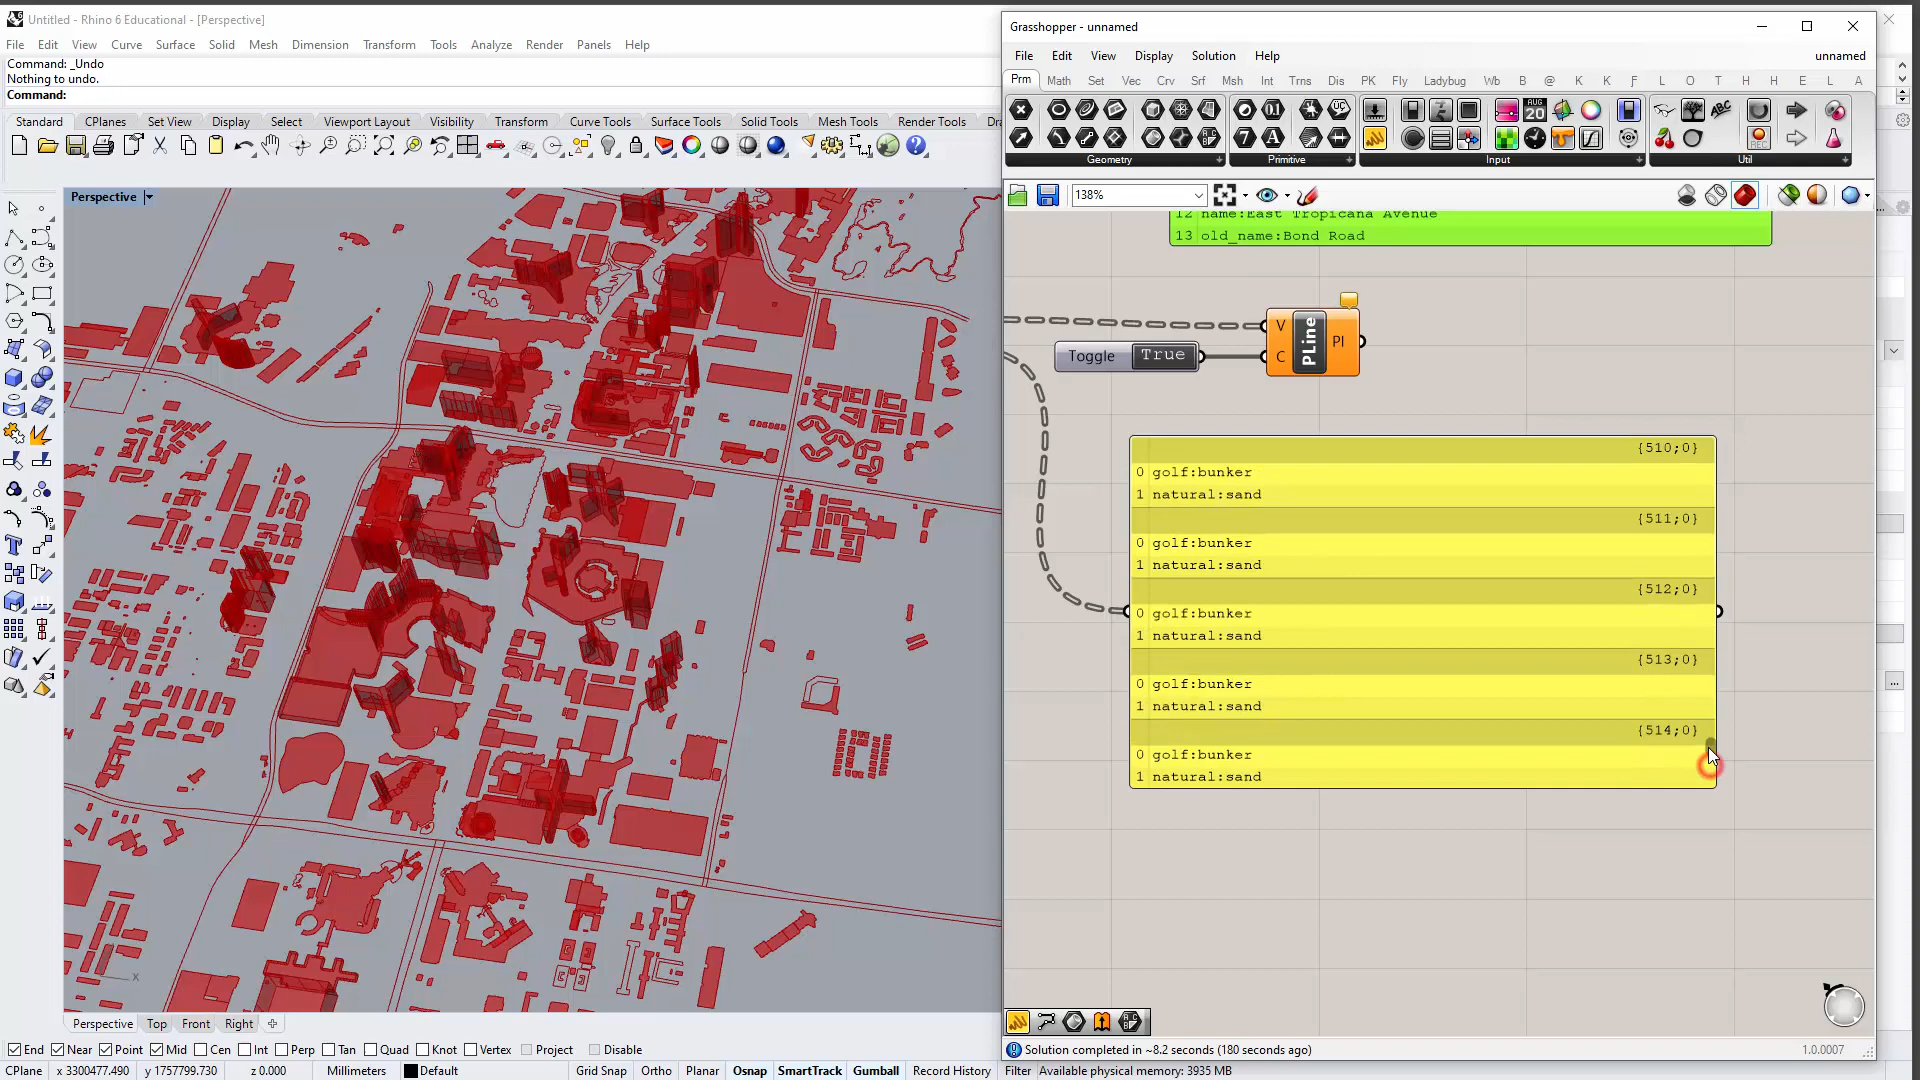 Untitled - Rhino 6 Educational - [Perspective]
File Edit View Curve Surface Solid Mesh Dimension Transform Tools Analyze Render Panels Help
Command: _Undo
Nothing to undo.
Command:
Standard CPlanes Set View Display Select Viewport Layout Visibility Transform Curve Tools Surface Tools Solid Tools Mesh Tools Render Tools Dra
Perspective
x
Perspective Top Front Right
End Near Point Mid Cen Int Perp Tan Quad Knot Vertex Project Disable
CPlane x 3300477.490 y 1757799.730 z 0.000 Millimeters Default Grid Snap Ortho Planar Osnap SmartTrack Gumball Record History Filter Available physical memory: 3935 MB
Grasshopper - unnamed
File Edit View Display Solution Help unnamed
Prm Math Set Vec Crv Srf Msh Int Trns Dis PK Fly Ladybug Wb B @ K K F L O T H H E L A
Geometry Primitive Input Util
138%
12 name:East Tropicana Avenue
13 old_name:Bond Road
V
C
PLine
Pl
Toggle True
{510;0}
0 golf:bunker
1 natural:sand
{511;0}
0 golf:bunker
1 natural:sand
{512;0}
0 golf:bunker
1 natural:sand
{513;0}
0 golf:bunker
1 natural:sand
{514;0}
0 golf:bunker
1 natural:sand
Solution completed in ~8.2 seconds (180 seconds ago)
1.0.0007